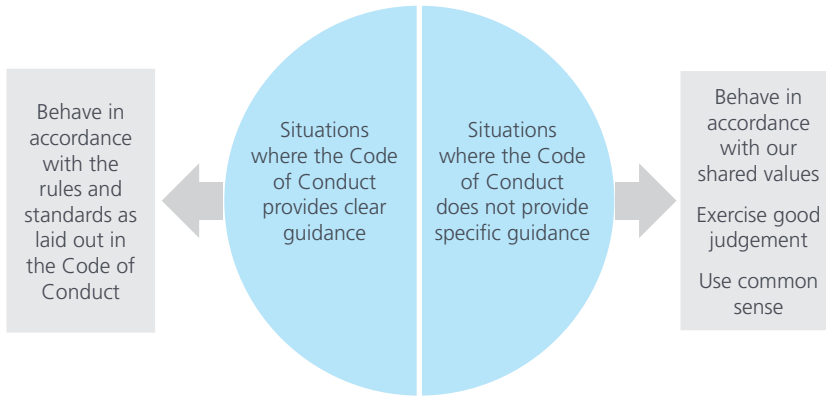 Behave in
accordance
with the
rules and
standards as
laid out in
the Code of
Conduct
Situations
where the Code
of Conduct
provides clear
guidance
Situations
where the Code
of Conduct
does not provide
specific guidance
Behave in
accordance
with our
shared values
Exercise good
judgement
Use common
sense